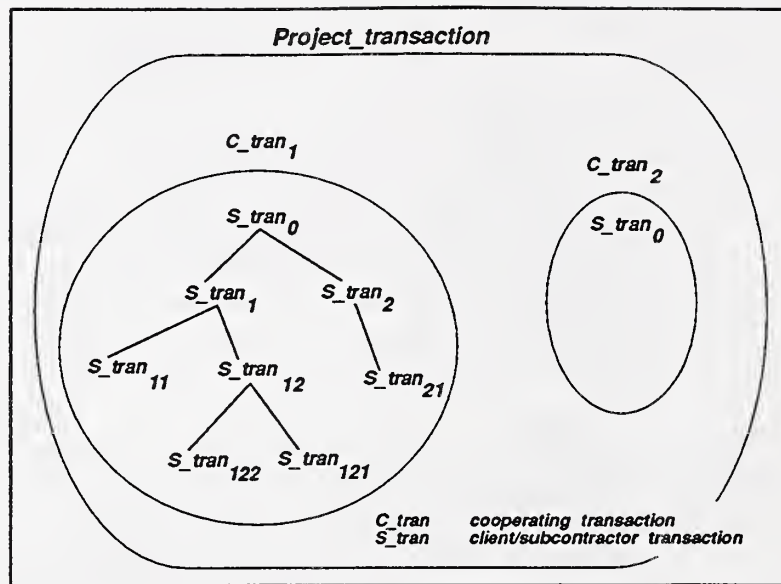 Project_transaction
C_tran1
C_tran2
S_tran0
S_tran0
S_tran1
S_tran2
S_tran11
S_tran12
S_tran21
S_tran122
S_tran121
C_tran cooperating transaction
S_tran client/subcontractor transaction